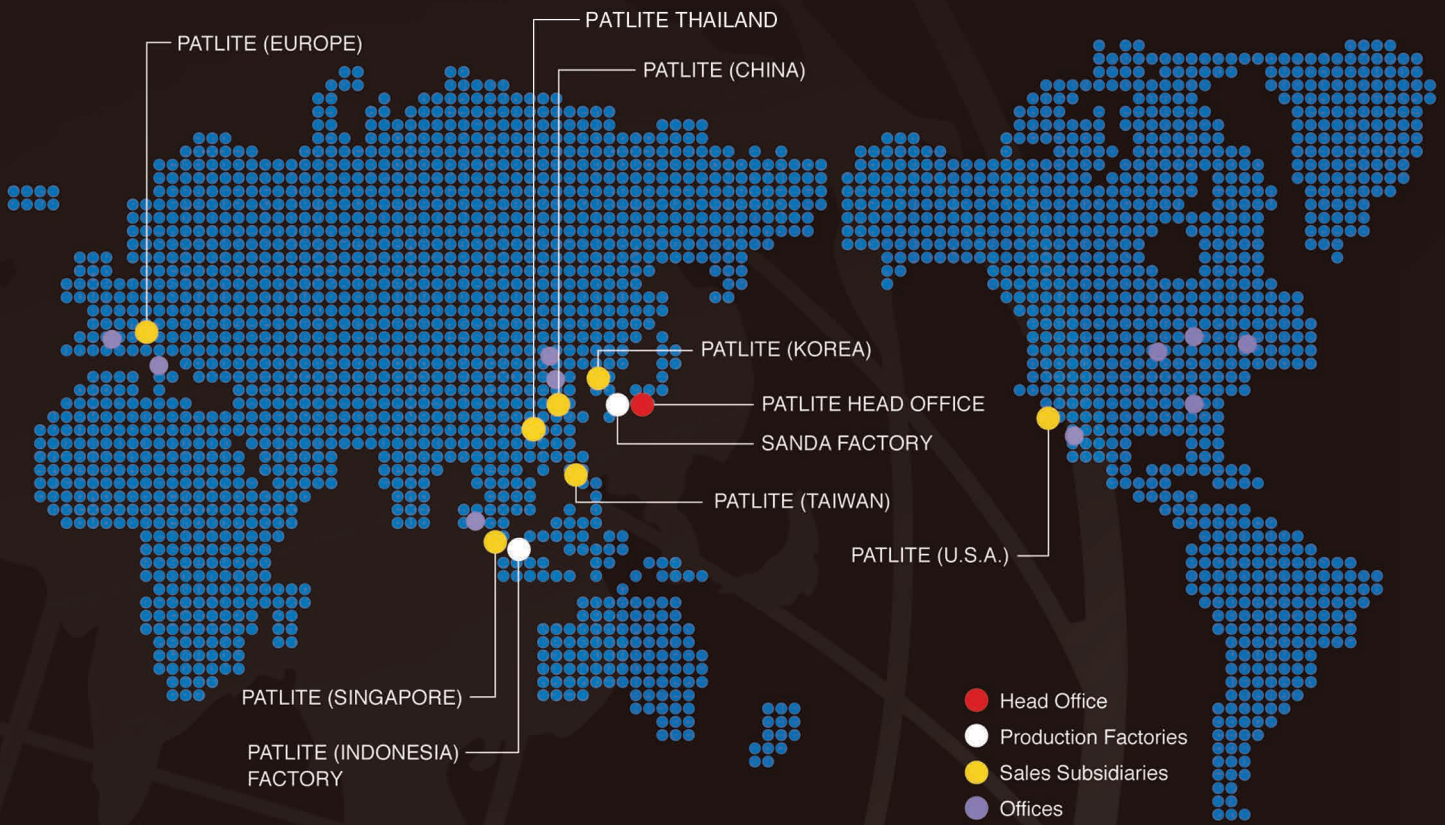 PATLITE THAILAND
PATLITE (EUROPE)
PATLITE (CHINA)
PATLITE (KOREA)
PATLITE HEAD OFFICE
SANDA FACTORY
PATLITE (TAIWAN)
PATLITE (U.S.A.)
PATLITE (SINGAPORE)
PATLITE (INDONESIA)
FACTORY
Head Office
Production Factories
Sales Subsidiaries
Offices